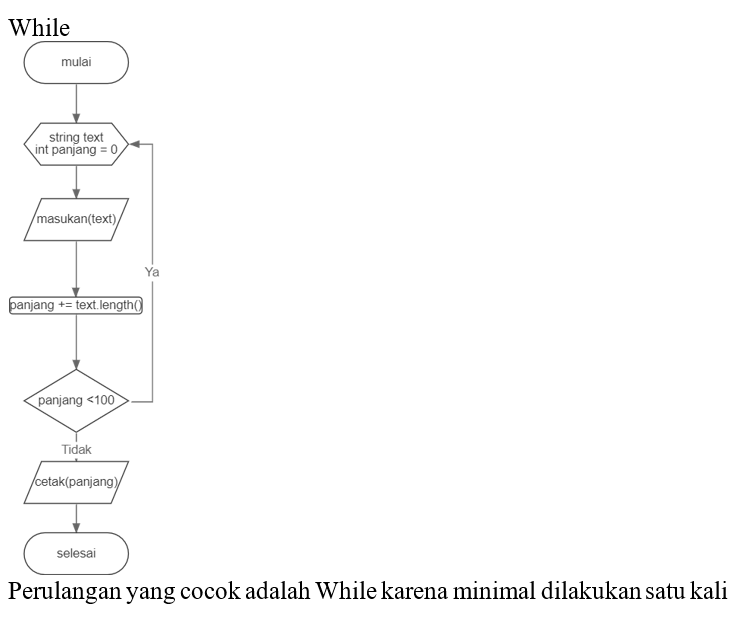 While
mulai
string text
int panjang = 0
masukan(text)
Ya
panjang += text.length()
panjang <100
Tidak
cetak(panjang)
selesai
Perulangan yang cocok adalah While karena minimal dilakukan satu kali